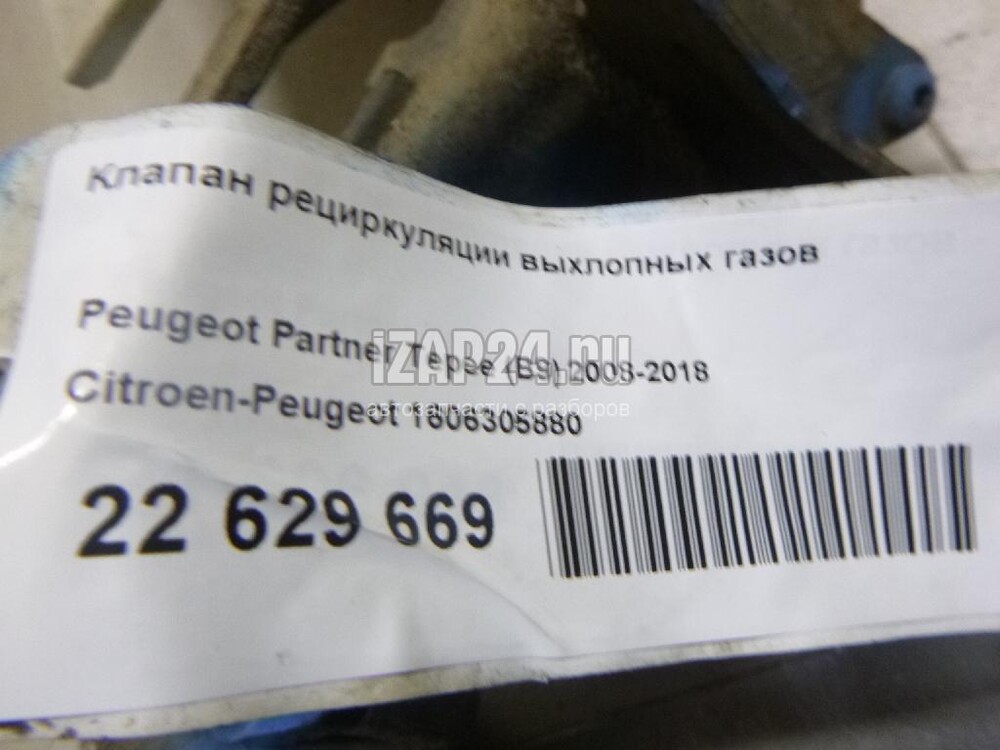 Клапан рециркуляции выхлопных газов
Peugeot Partner Tepee (B9) 2008-2018
iZAP24.ru
Citroen-Peugeot 1606305880
автозапчасти с разборов
22 629 669